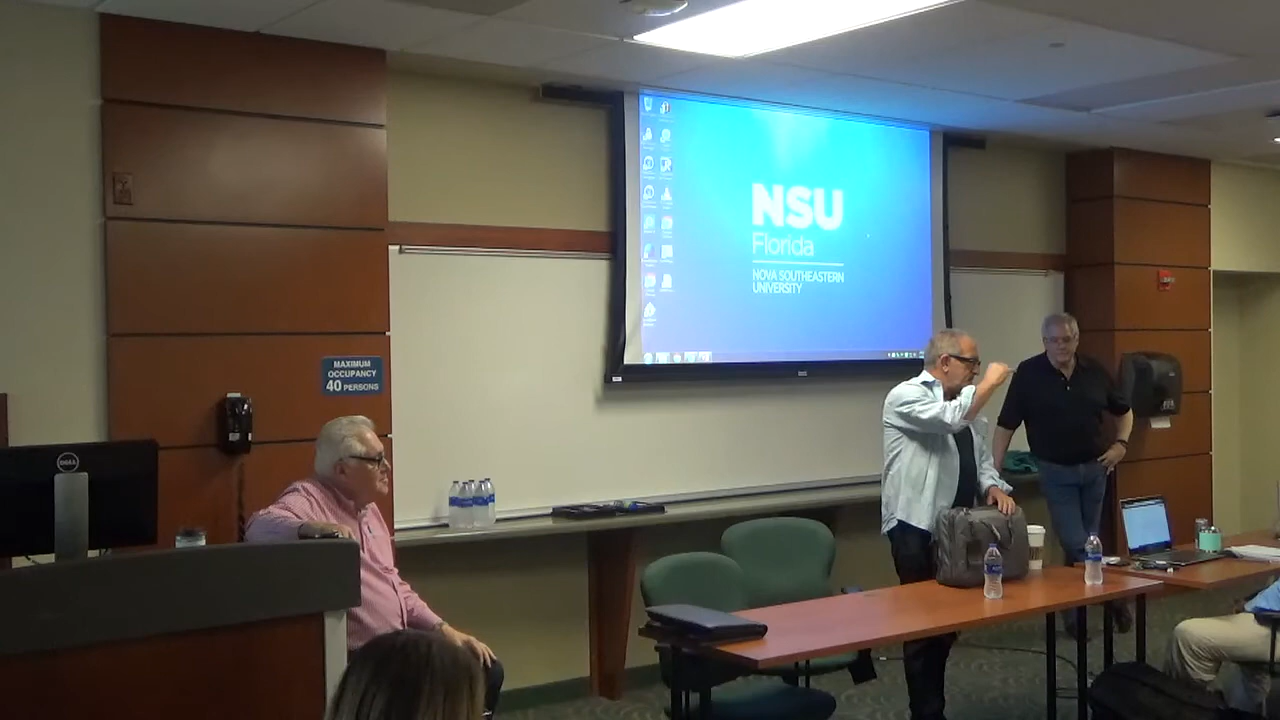 NSU
Florida
NOVA SOUTHEASTERN
UNIVERSITY
MAXIMUM
OCCUPANCY
40 PERSONS
DELL